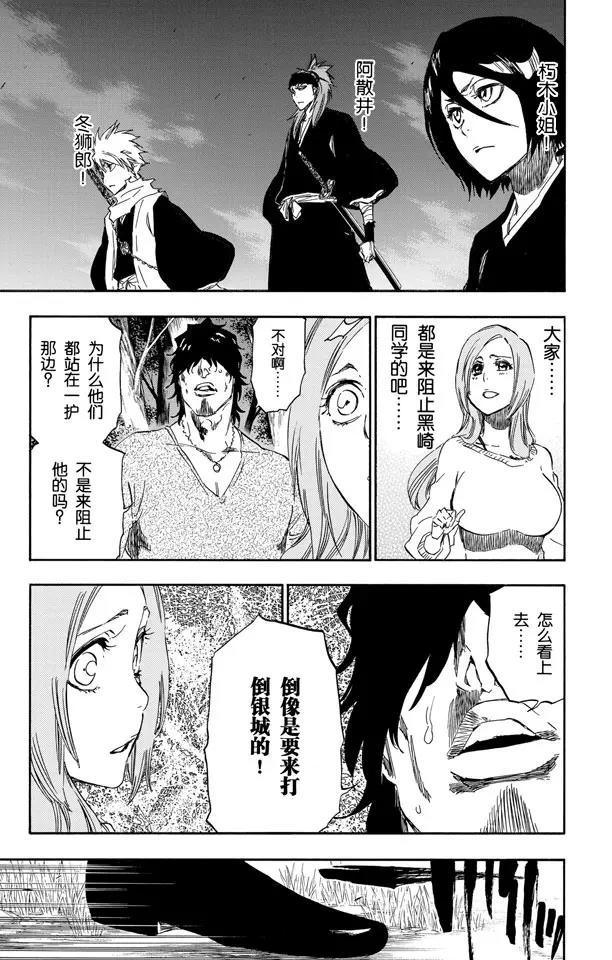 朽木小姐！
阿散井！
冬狮郎！
大家……
都是来阻止黑崎
同学的吧……
不对啊……
为什么他们
都站在一护
那边？
不是来阻止
他的吗？
怎么看上
去……
倒像是要来打
倒银城的！